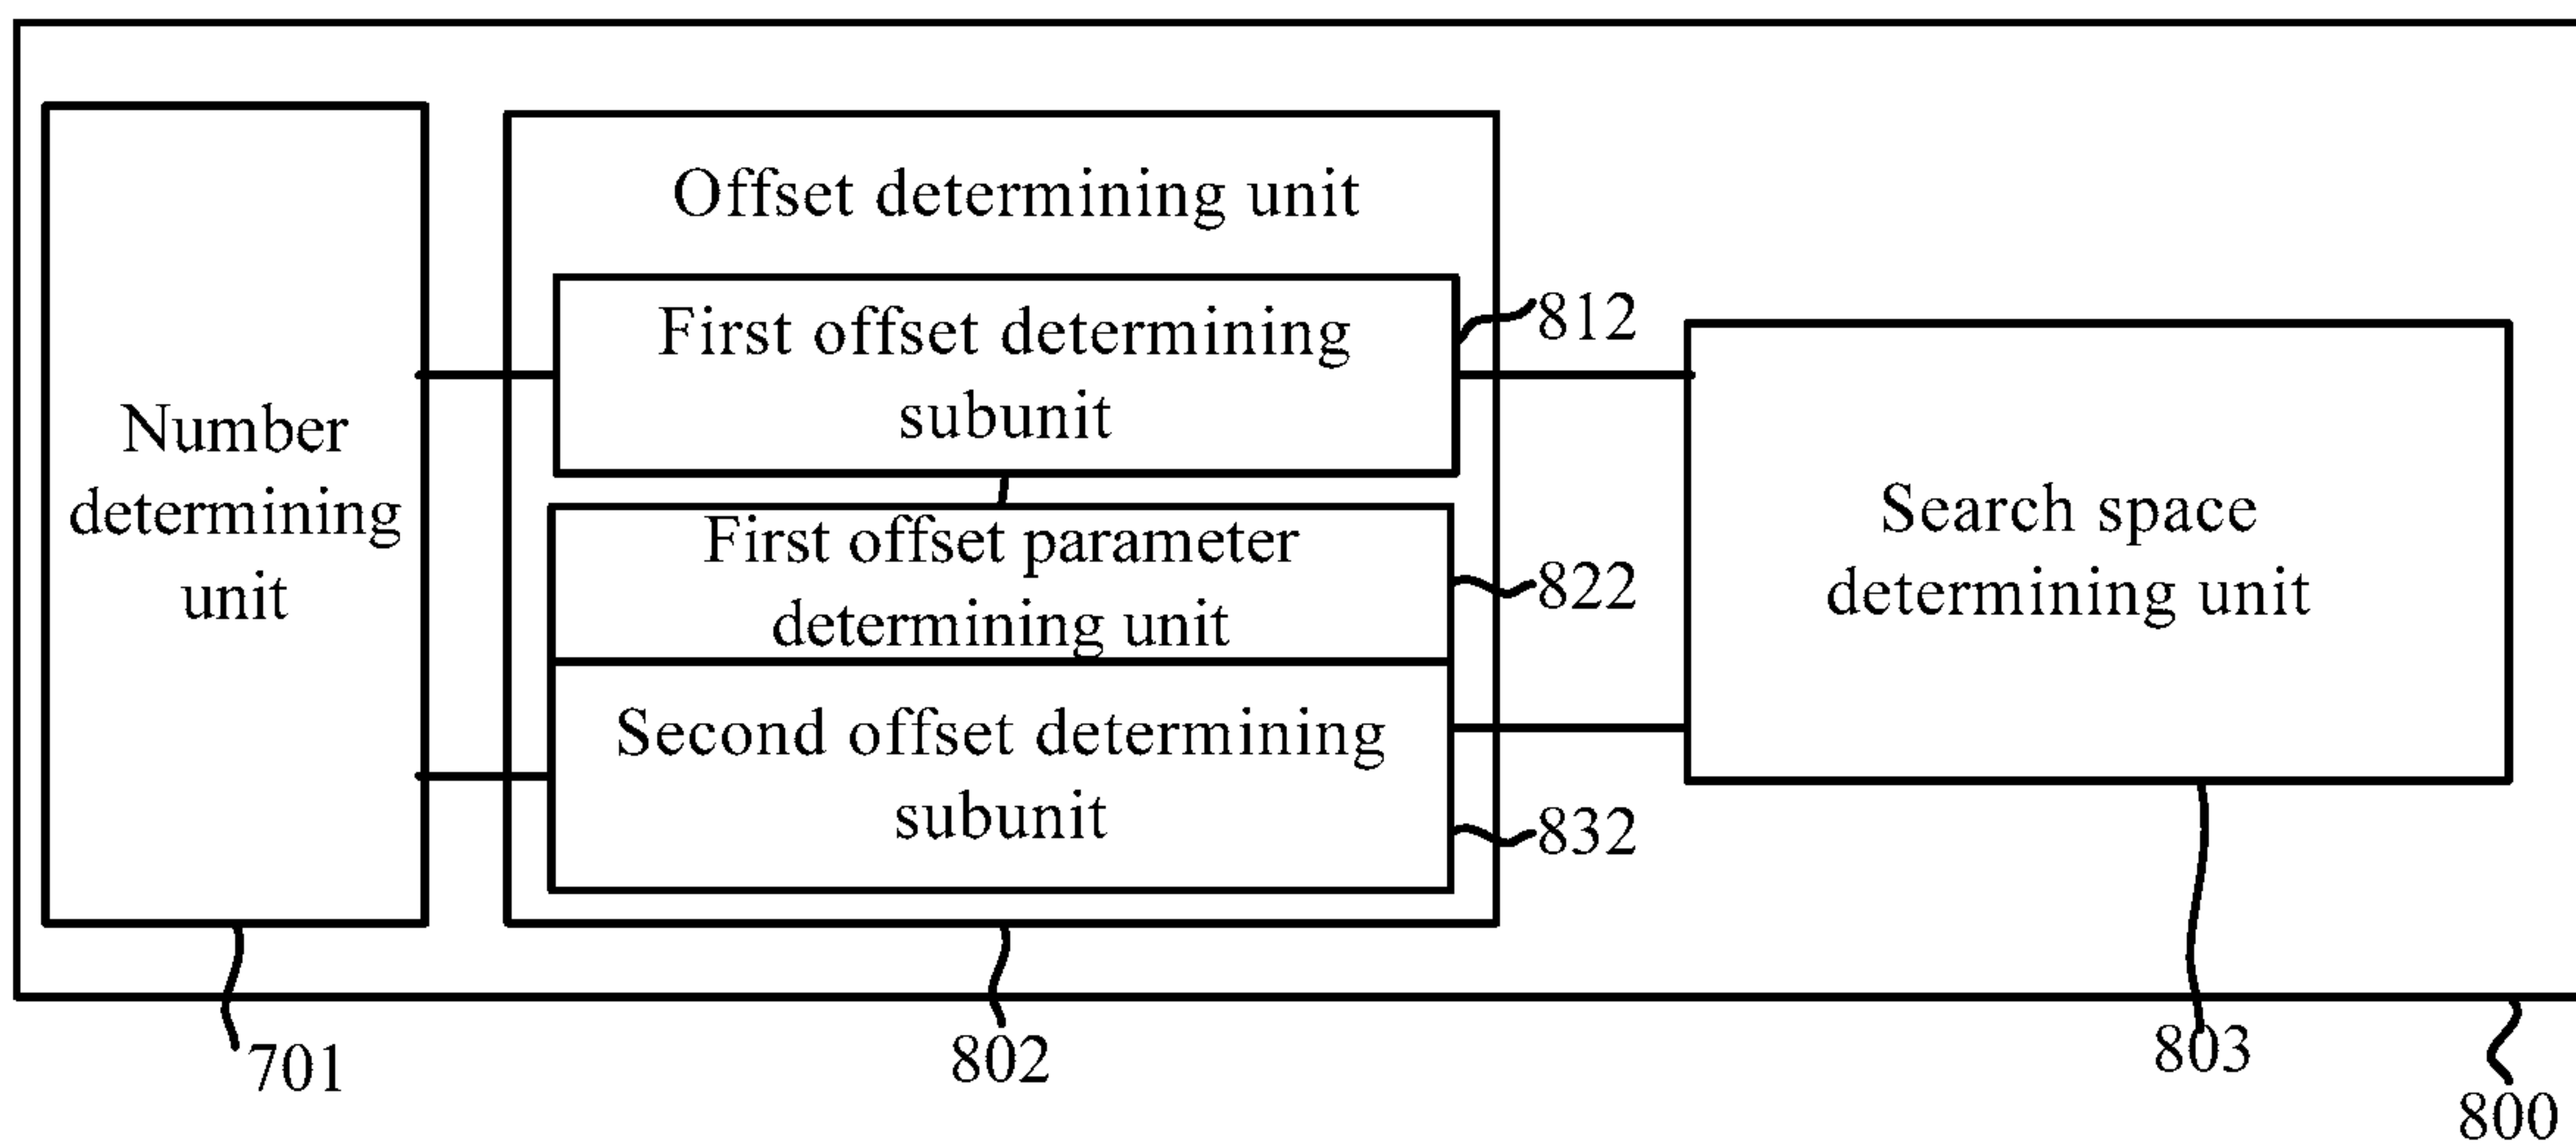 Number
determining
unit
Offset determining unit
First offset determining
subunit
First offset parameter
determining unit
Second offset determining
subunit
Search space
determining unit
812
822
832
701
802
803
800